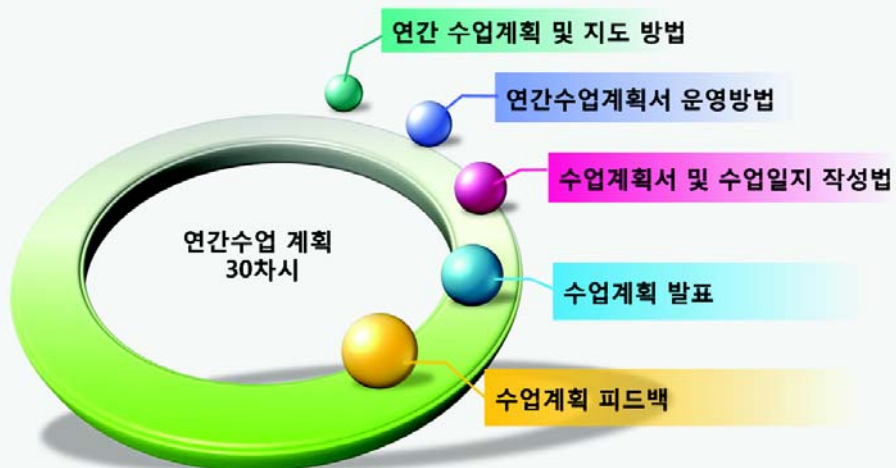 연간 수업계획 및 지도 방법
연간수업계획서 운영방법
수업계획서 및 수업일지 작성법
연간수업 계획
30차시
수업계획 발표
수업계획 피드백